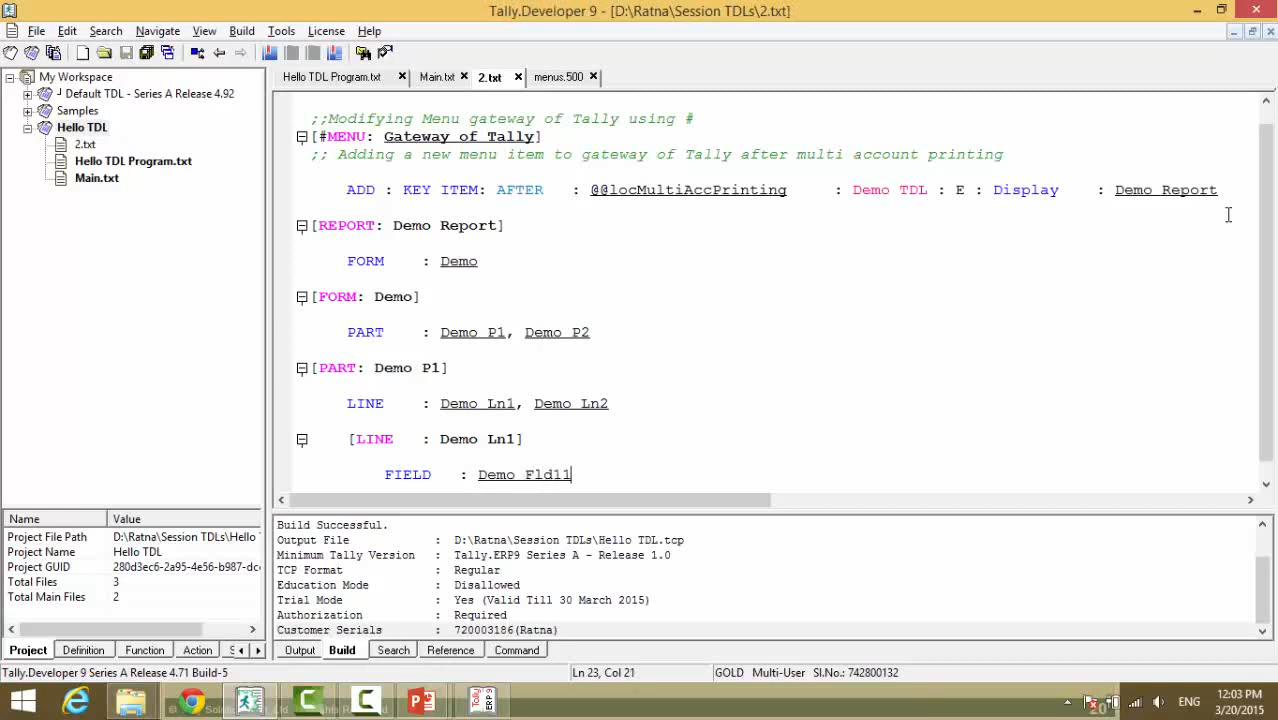 Tally.Developer 9 - [D:\Ratna\Session TDLs\2.txt]
File Edit Search Navigate View Build Tools License Help
My Workspace
Default TDL - Series A Release 4.92
Samples
Hello TDL
2.txt
Hello TDL Program.txt
Main.txt
Hello TDL Program.txt Main.txt 2.txt menus.500
;;Modifying Menu gateway of Tally using #
[#MENU: Gateway of Tally]
;; Adding a new menu item to gateway of Tally after multi account printing
ADD : KEY ITEM: AFTER : @@locMultiAccPrinting : Demo TDL : E : Display : Demo Report
[REPORT: Demo Report]
FORM : Demo
[FORM: Demo]
PART : Demo P1, Demo P2
[PART: Demo P1]
LINE : Demo Ln1, Demo Ln2
[LINE : Demo Ln1]
FIELD : Demo Fld11
Name Value
Project File Path D:\Ratna\Session TDLs\Hello
Project Name Hello TDL
Project GUID 280d3ec6-2a95-4e56-b987-dc
Total Files 3
Total Main Files 2
Project Definition Function Action S
Build Successful.
Output File : D:\Ratna\Session TDLs\Hello TDL.tcp
Minimum Tally Version : Tally.ERP9 Series A - Release 1.0
TCP Format : Regular
Education Mode : Disallowed
Trial Mode : Yes (Valid Till 30 March 2015)
Authorization : Required
Customer Serials : 720003186(Ratna)
Output Build Search Reference Command
Tally.Developer 9 Series A Release 4.71 Build-5 Ln 23, Col 21 GOLD Multi-User Sl.No.: 742800132
ENG
12:03 PM
3/20/2015